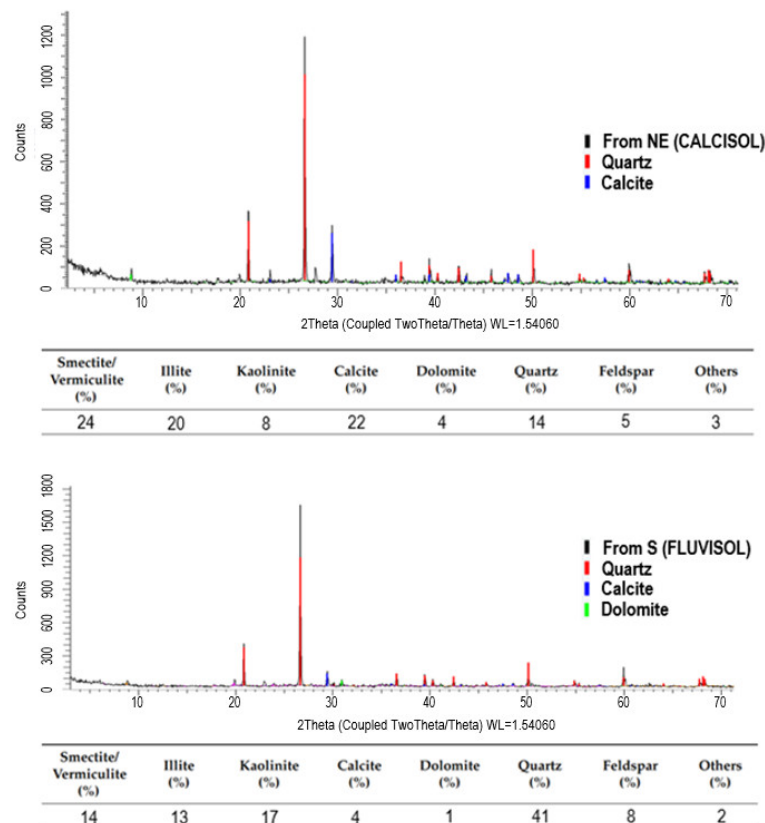 1200
1000
800
600
400
200
0
Counts
From NE (CALCISOL)
Quartz
Calcite
10 20 30 40 50 60 70
2Theta (Coupled TwoTheta/Theta) WL=1.54060
Smectite/ Vermiculite (%) Illite (%) Kaolinite (%) Calcite (%) Dolomite (%) Quartz (%) Feldspar (%) Others (%)
24 20 8 22 4 14 5 3
1800
1500
1200
900
600
300
0
Counts
From S (FLUVISOL)
Quartz
Calcite
Dolomite
10 20 30 40 50 60 70
2Theta (Coupled TwoTheta/Theta) WL=1.54060
Smectite/ Vermiculite (%) Illite (%) Kaolinite (%) Calcite (%) Dolomite (%) Quartz (%) Feldspar (%) Others (%)
14 13 17 4 1 41 8 2